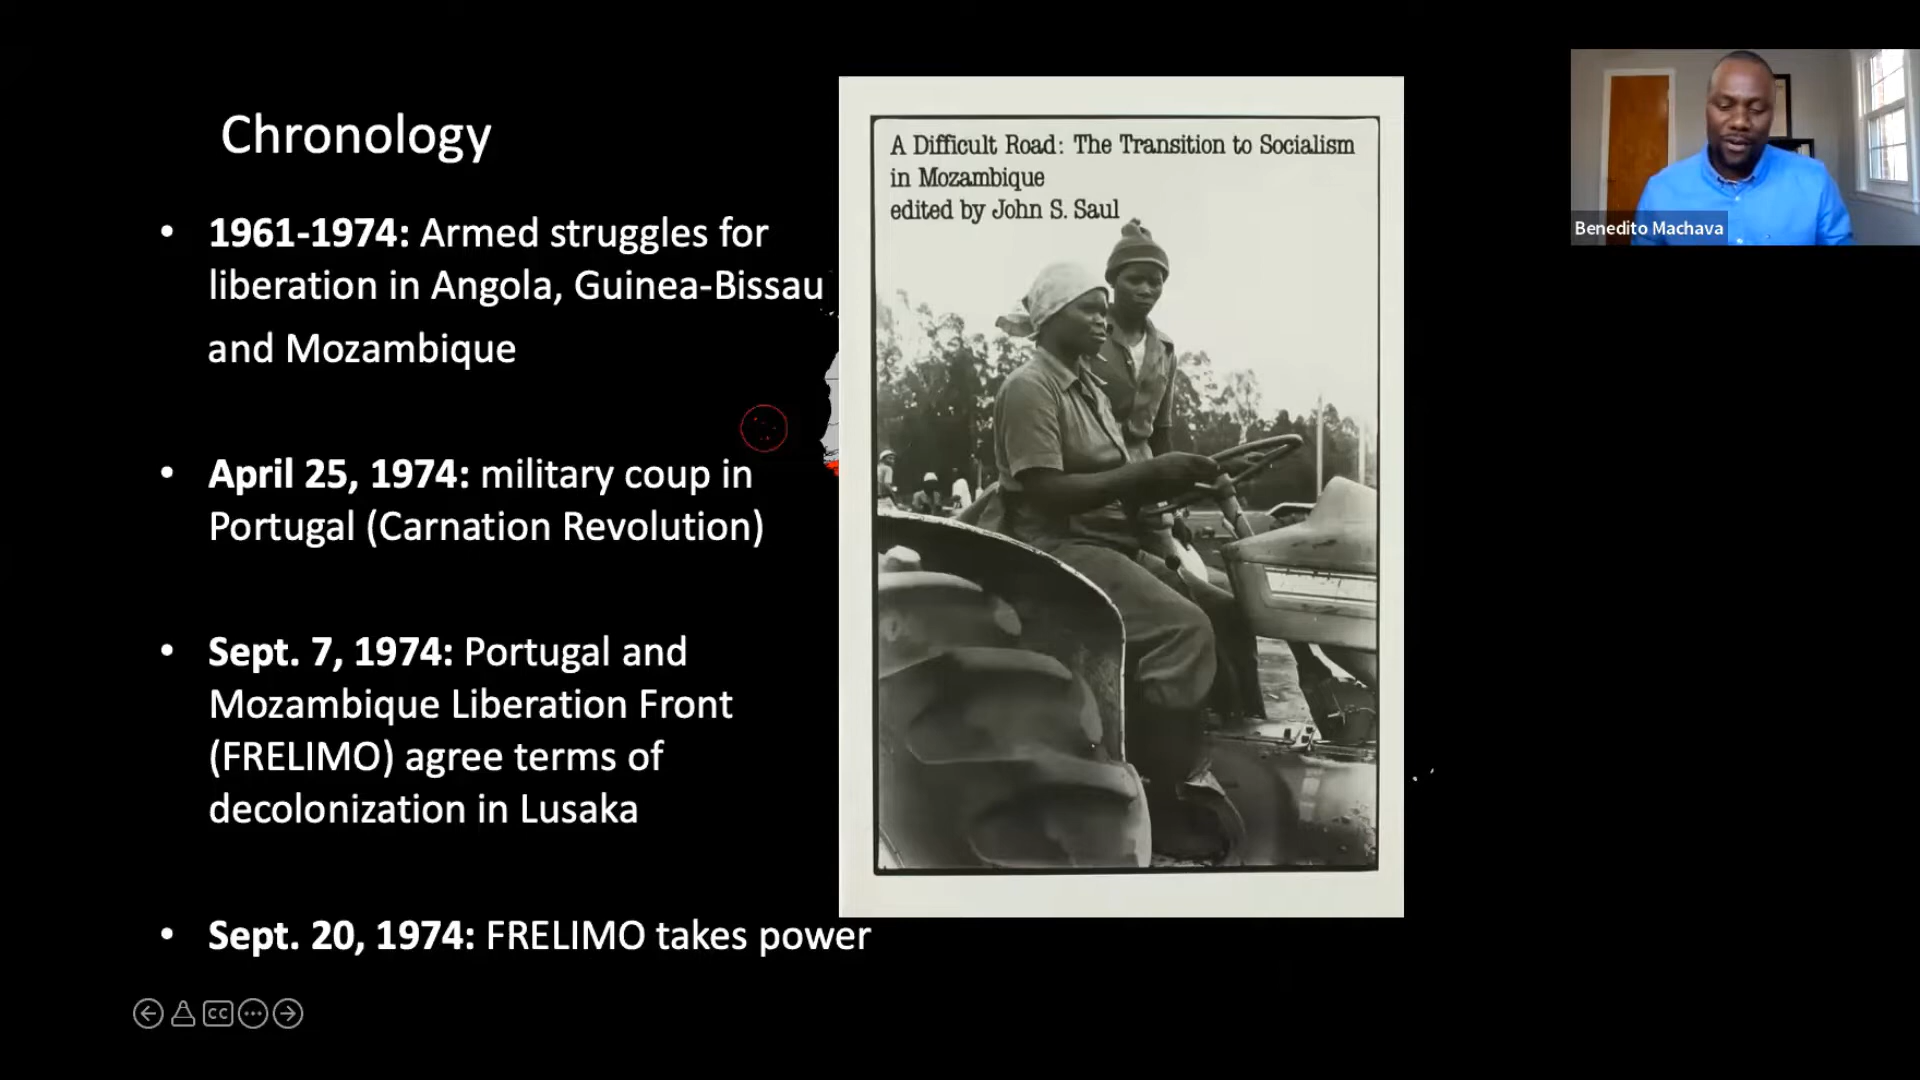 Chronology
• 1961-1974: Armed struggles for
liberation in Angola, Guinea-Bissau
and Mozambique
• April 25, 1974: military coup in
Portugal (Carnation Revolution)
• Sept. 7, 1974: Portugal and
Mozambique Liberation Front
(FRELIMO) agree terms of
decolonization in Lusaka
• Sept. 20, 1974: FRELIMO takes power
A Difficult Road: The Transition to Socialism
in Mozambique
edited by John S. Saul
Benedito Machava
CC